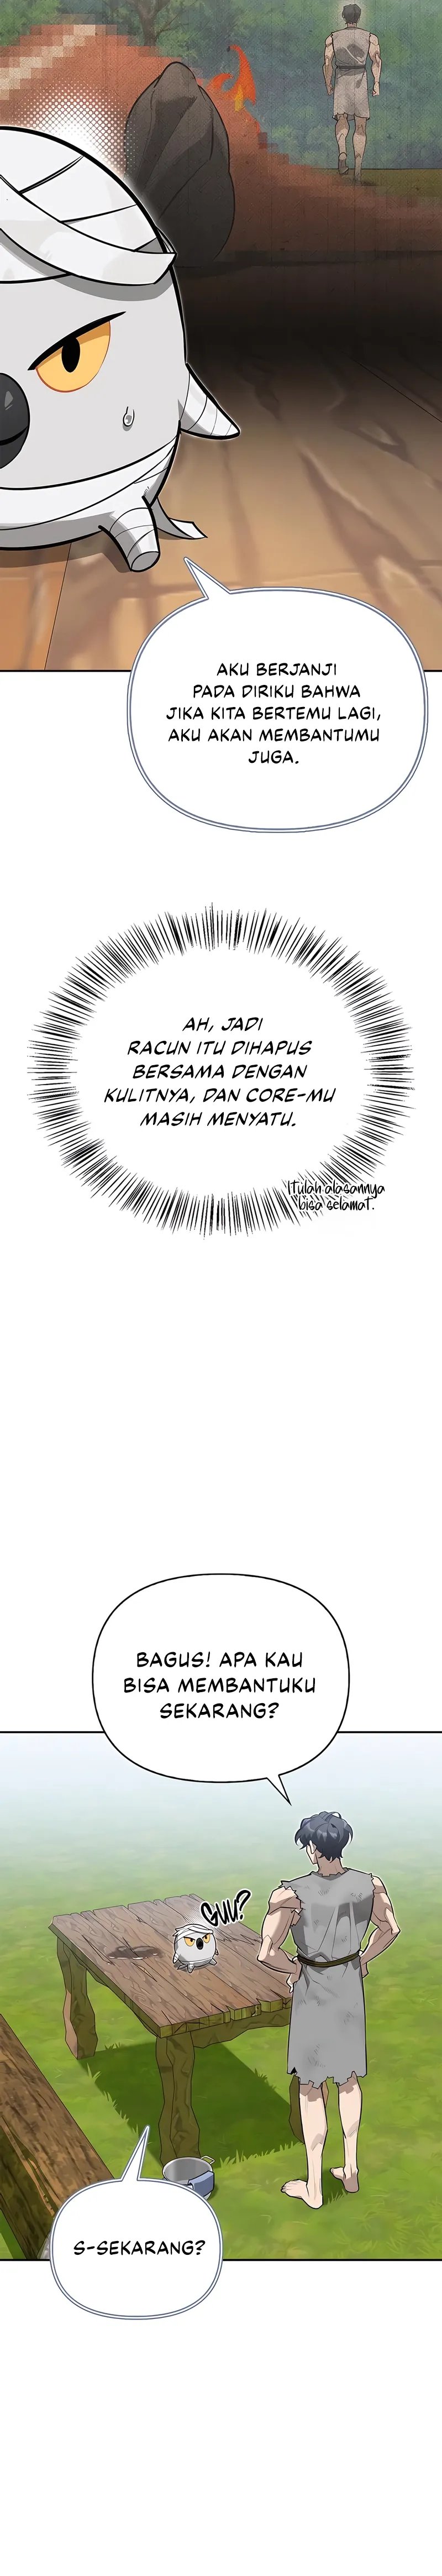 AKU BERJANJI
PADA DIRIKU BAHWA
JIKA KITA BERTEMU LAGI,
AKU AKAN MEMBANTUMU
JUGA.
AH, JADI
RACUN ITU DIHAPUS
BERSAMA DENGAN
KULITNYA, DAN CORE-MU
MASIH MENYATU.
Itulah alasannya
bisa selamat.
BAGUS! APA KAU
BISA MEMBANTUKU
SEKARANG?
GUU?
S-SEKARANG?